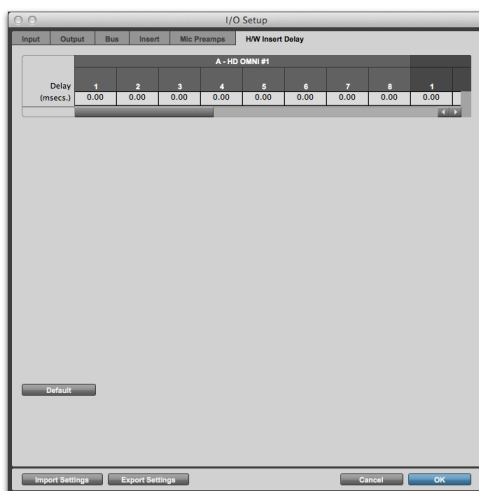 I/O Setup
Input Output Bus Insert Mic Preamps H/W Insert Delay
A - HD OMNI #1
Delay 1 2 3 4 5 6 7 8 1
(msecs.) 0.00 0.00 0.00 0.00 0.00 0.00 0.00 0.00 0.00
Default
Import Settings Export Settings Cancel OK